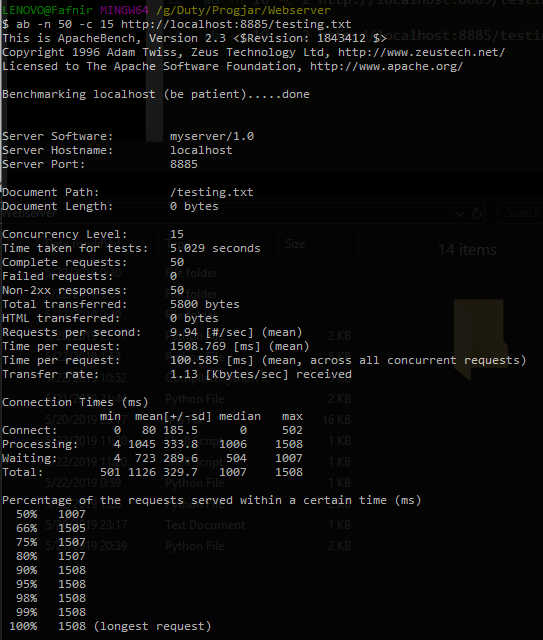 LENOVO@Fafnir MINGW64 /g/Duty/Progjar/Webserver
$ ab -n 50 -c 15 http://localhost:8885/testing.txt
This is ApacheBench, Version 2.3 <$Revision: 1843412 $>
Copyright 1996 Adam Twiss, Zeus Technology Ltd, http://www.zeustech.net/
Licensed to The Apache Software Foundation, http://www.apache.org/
Benchmarking localhost (be patient).....done
Server Software:        myserver/1.0
Server Hostname:        localhost
Server Port:            8885
Document Path:          /testing.txt
Document Length:        0 bytes
Webserver
Concurrency Level:      15
Time taken for tests:   5.029 seconds
Size
14 items
Complete requests:      50
Failed requests:        0
Non-2xx responses:      50
Total transferred:      5800 bytes
HTML transferred:       0 bytes
Requests per second:    9.94 [#/sec] (mean)
Time per request:       1508.769 [ms] (mean)
Time per request:       100.585 [ms] (mean, across all concurrent requests)
Transfer rate:          1.13 [Kbytes/sec] received
Connection Times (ms)
              min  mean[+/-sd] median   max
Connect:        0   80 185.5      0     502
Processing:     4 1045 333.8   1006    1508
Waiting:        4  723 289.6    504    1007
Total:        501 1126 329.7   1007    1508
Percentage of the requests served within a certain time (ms)
  50%   1007
  66%   1505
  75%   1507
  80%   1507
  90%   1508
  95%   1508
  98%   1508
  99%   1508
 100%   1508 (longest request)